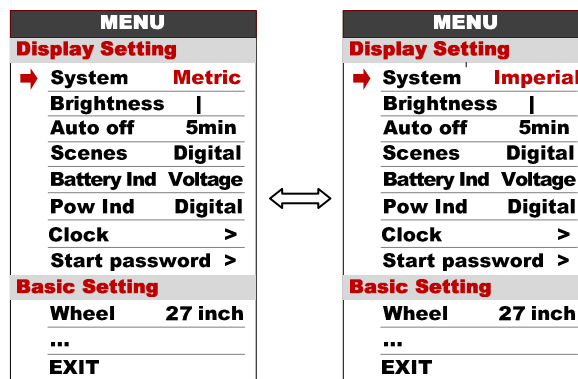 MENU
Display Setting
System Metric
Brightness |
Auto off 5min
Scenes Digital
Battery Ind Voltage
Pow Ind Digital
Clock >
Start password >
Basic Setting
Wheel 27 inch
...
EXIT
MENU
Display Setting
System Imperial
Brightness |
Auto off 5min
Scenes Digital
Battery Ind Voltage
Pow Ind Digital
Clock >
Start password >
Basic Setting
Wheel 27 inch
...
EXIT